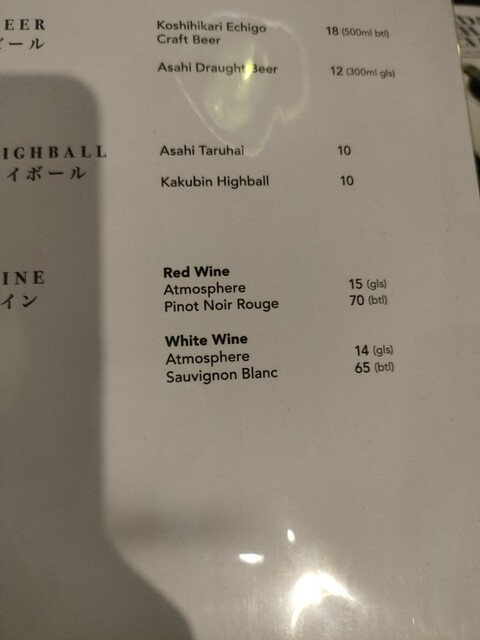 EER
ール
Koshihikari Echigo 18 (500ml btl)
Craft Beer
Asahi Draught Beer 12 (300ml gls)
IGHBALL
イボール
Asahi Taruhai 10
Kakubin Highball 10
INE
イン
Red Wine
Atmosphere 15 (gls)
Pinot Noir Rouge 70 (btl)
White Wine
Atmosphere 14 (gls)
Sauvignon Blanc 65 (btl)